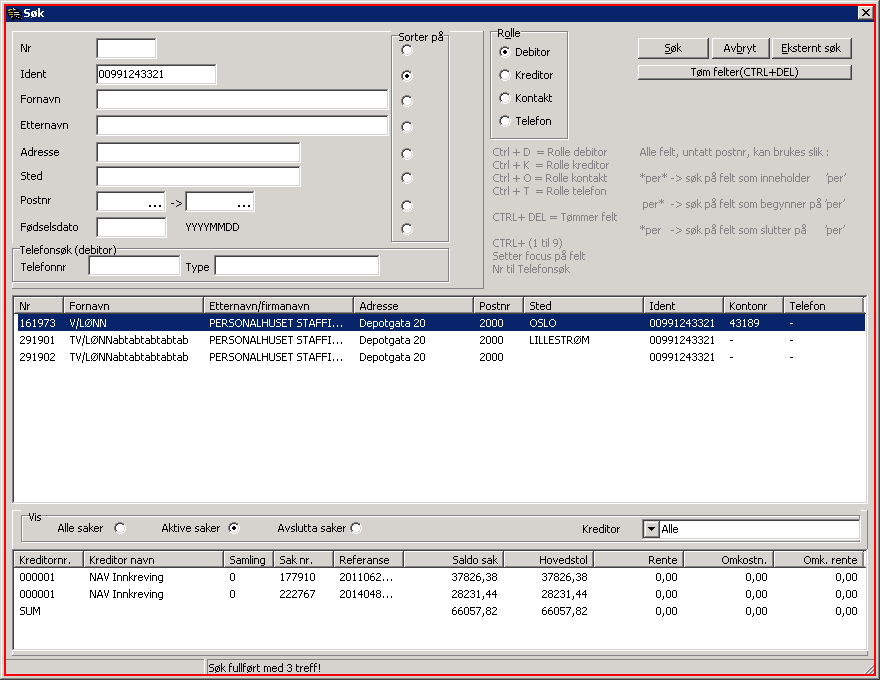 Søk
Nr
Ident 00991243321
Fornavn
Etternavn
Adresse
Sted
Postnr ... -> ...
Fødselsdato YYYYMMDD
Telefonsøk (debitor)
Telefonnr Type
Sorter på
Rolle
Debitor
Kreditor
Kontakt
Telefon
Søk Avbryt Eksternt søk
Tøm felter(CTRL+DEL)
Ctrl + D = Rolle debitor
Ctrl + K = Rolle kreditor
Ctrl + O = Rolle kontakt
Ctrl + T = Rolle telefon
CTRL+ DEL = Tømmer felt
CTRL+ (1 til 9)
Setter focus på felt
Nr til Telefonsøk
Alle felt, untatt postnr, kan brukes slik :
*per* -> søk på felt som inneholder 'per'
per* -> søk på felt som begynner på 'per'
*per -> søk på felt som slutter på 'per'
Nr Fornavn Etternavn/firmanavn Adresse Postnr Sted Ident Kontonr Telefon
161973 V/LØNN PERSONALHUSET STAFFI... Depotgata 20 2000 OSLO 00991243321 43189 -
291901 TV/LØNNabtabtabtabtab PERSONALHUSET STAFFI... Depotgata 20 2000 LILLESTRØM 00991243321 - -
291902 TV/LØNNabtabtabtabtab PERSONALHUSET STAFFI... Depotgata 20 2000 00991243321 - -
Vis
Alle saker Aktive saker Avslutta saker Kreditor Alle
Kreditornr. Kreditor navn Samling Sak nr. Referanse Saldo sak Hovedstol Rente Omkostn. Omk. rente
000001 NAV Innkreving 0 177910 2011062... 37826,38 37826,38 0,00 0,00 0,00
000001 NAV Innkreving 0 222767 2014048... 28231,44 28231,44 0,00 0,00 0,00
SUM 66057,82 66057,82 0,00 0,00 0,00
Søk fullført med 3 treff!